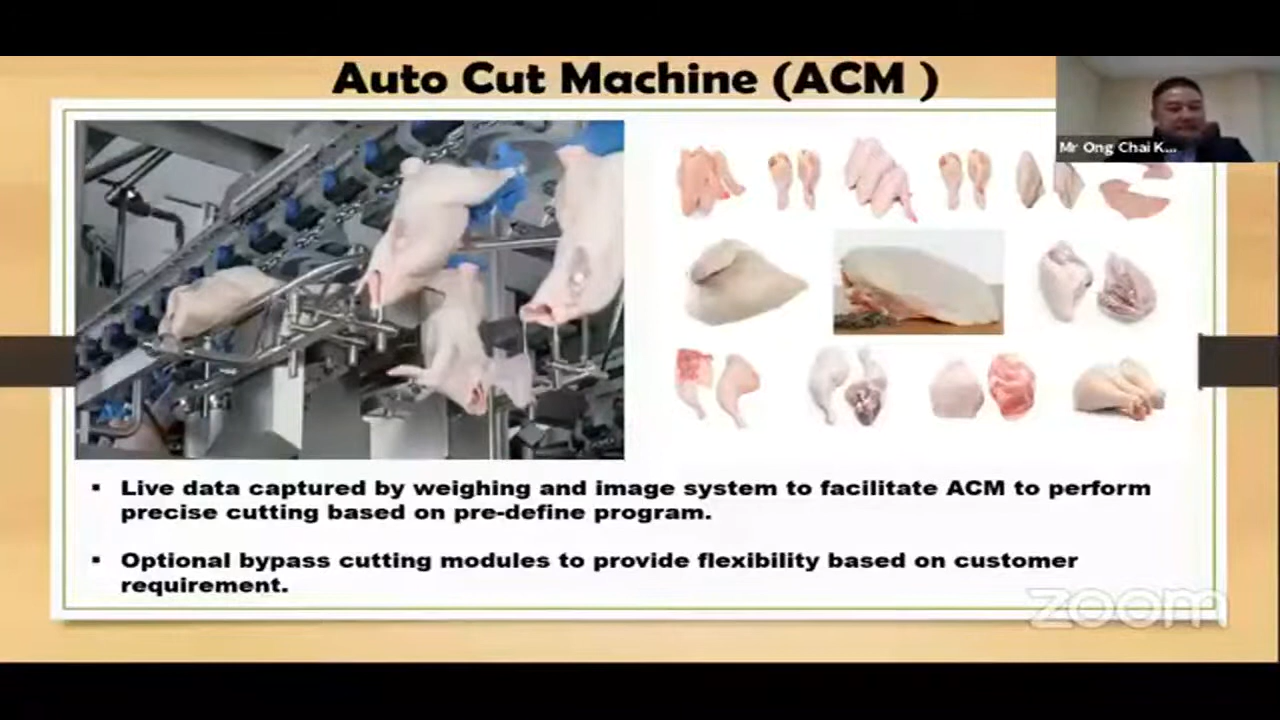 Auto Cut Machine (ACM )
Mr Ong Chai K...
▪ Live data captured by weighing and image system to facilitate ACM to perform
precise cutting based on pre-define program.
▪ Optional bypass cutting modules to provide flexibility based on customer
requirement.
zoom